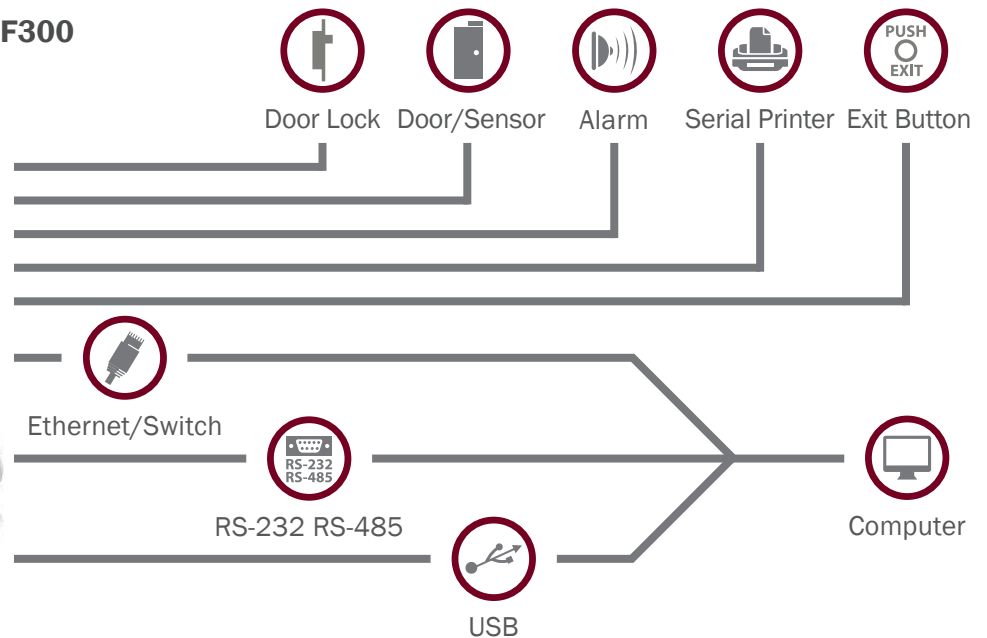 F300
PUSH
EXIT
Door Lock Door/Sensor Alarm Serial Printer Exit Button
Ethernet/Switch
RS-232
RS-485
RS-232 RS-485
Computer
USB